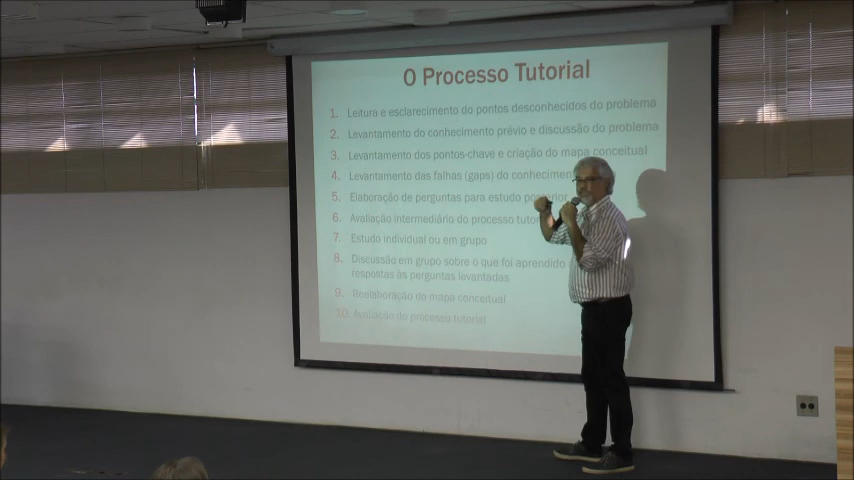 O Processo Tutorial
1. Leitura e esclarecimento do pontos desconhecidos do problema
2. Levantamento do conhecimento prévio e discussão do problema
3. Levantamento dos pontos-chave e criação do mapa conceitual
4. Levantamento das falhas (gaps) do
5. Elaboração de perguntas para estudo posterior
6. Avaliação intermediário do processo
7. Estudo individual ou em grupo
8. Discussão em grupo sobre o que foi aprendido
respostas às perguntas levantadas
9. Reelaboração do mapa conceitual
10. Avaliação do processo tutorial